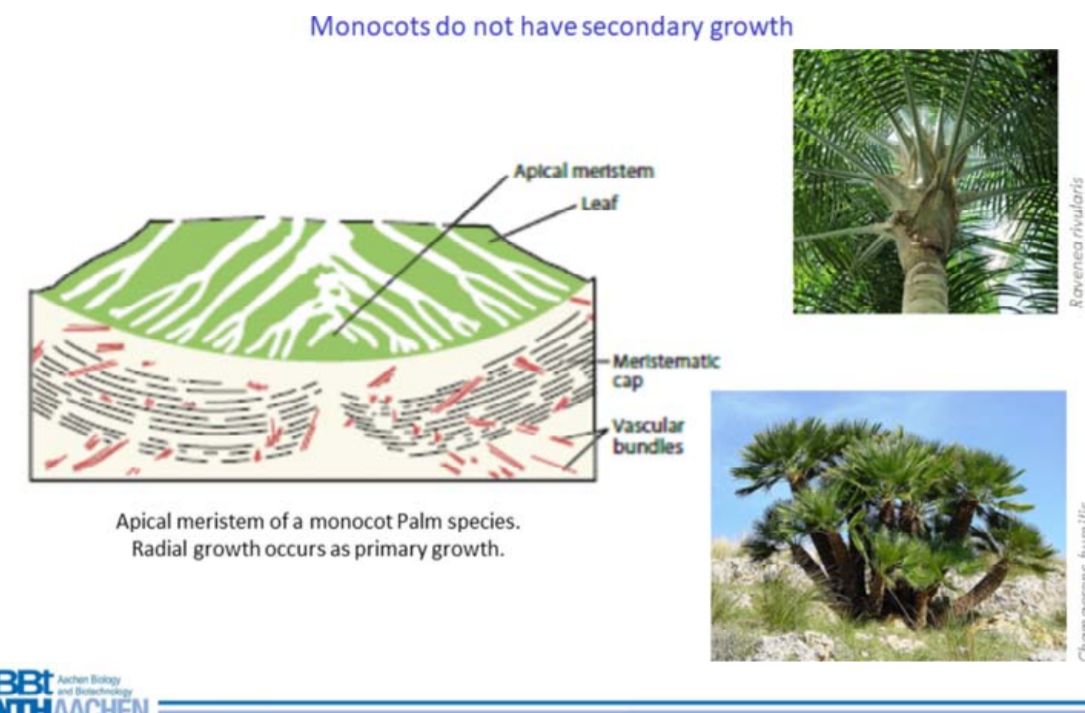 Monocots do not have secondary growth
Apical meristem
Leaf
Meristematic
cap
Vascular
bundles
Ravenea rivularis
Apical meristem of a monocot Palm species.
Radial growth occurs as primary growth.
Chamaerops humilis
BBt Aachen Biology
and Biotechnology
AACHEN